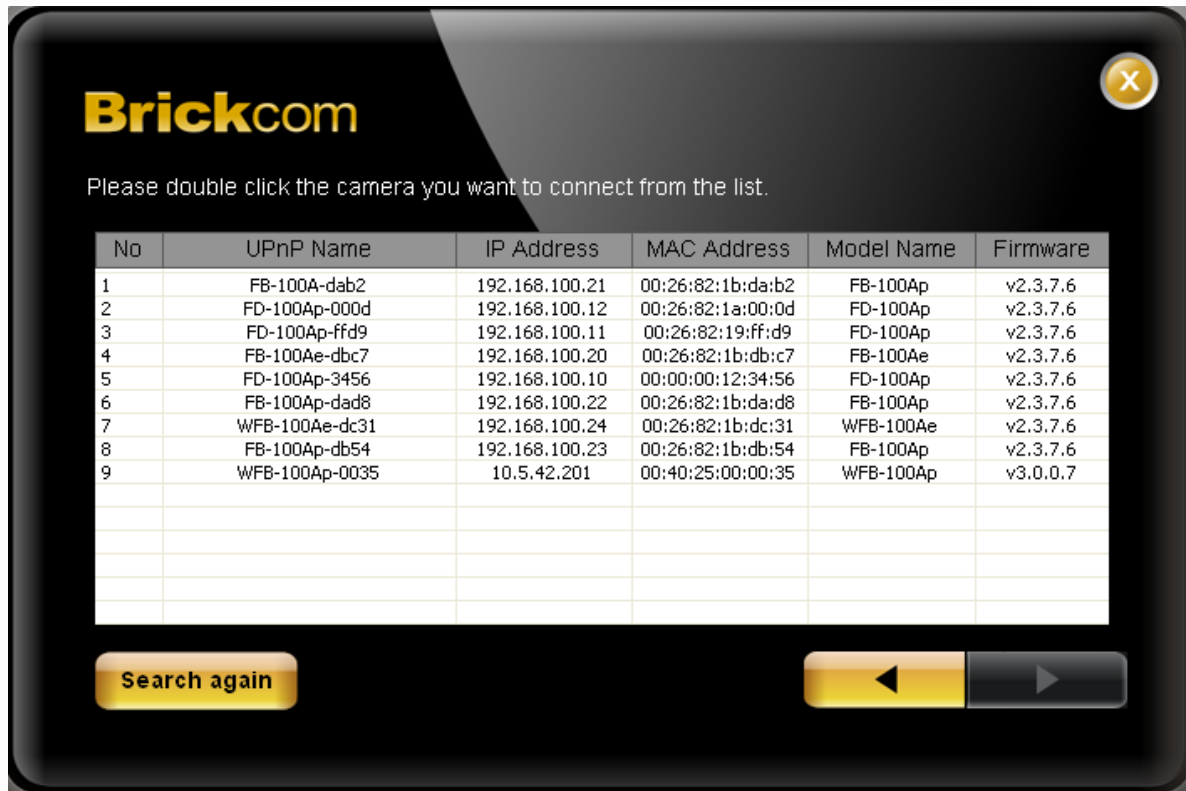 X
Brickcom
Please double click the camera you want to connect from the list.
No UPnP Name IP Address MAC Address Model Name Firmware
1 FB-100A-dab2 192.168.100.21 00:26:82:1b:da:b2 FB-100Ap v2.3.7.6
2 FD-100Ap-000d 192.168.100.12 00:26:82:1a:00:0d FD-100Ap v2.3.7.6
3 FD-100Ap-ffd9 192.168.100.11 00:26:82:19:ff:d9 FD-100Ap v2.3.7.6
4 FB-100Ae-dbc7 192.168.100.20 00:26:82:1b:db:c7 FB-100Ae v2.3.7.6
5 FD-100Ap-3456 192.168.100.10 00:00:00:12:34:56 FD-100Ap v2.3.7.6
6 FB-100Ap-dad8 192.168.100.22 00:26:82:1b:da:d8 FB-100Ap v2.3.7.6
7 WFB-100Ae-dc31 192.168.100.24 00:26:82:1b:dc:31 WFB-100Ae v2.3.7.6
8 FB-100Ap-db54 192.168.100.23 00:26:82:1b:db:54 FB-100Ap v2.3.7.6
9 WFB-100Ap-0035 10.5.42.201 00:40:25:00:00:35 WFB-100Ap v3.0.0.7
Search again